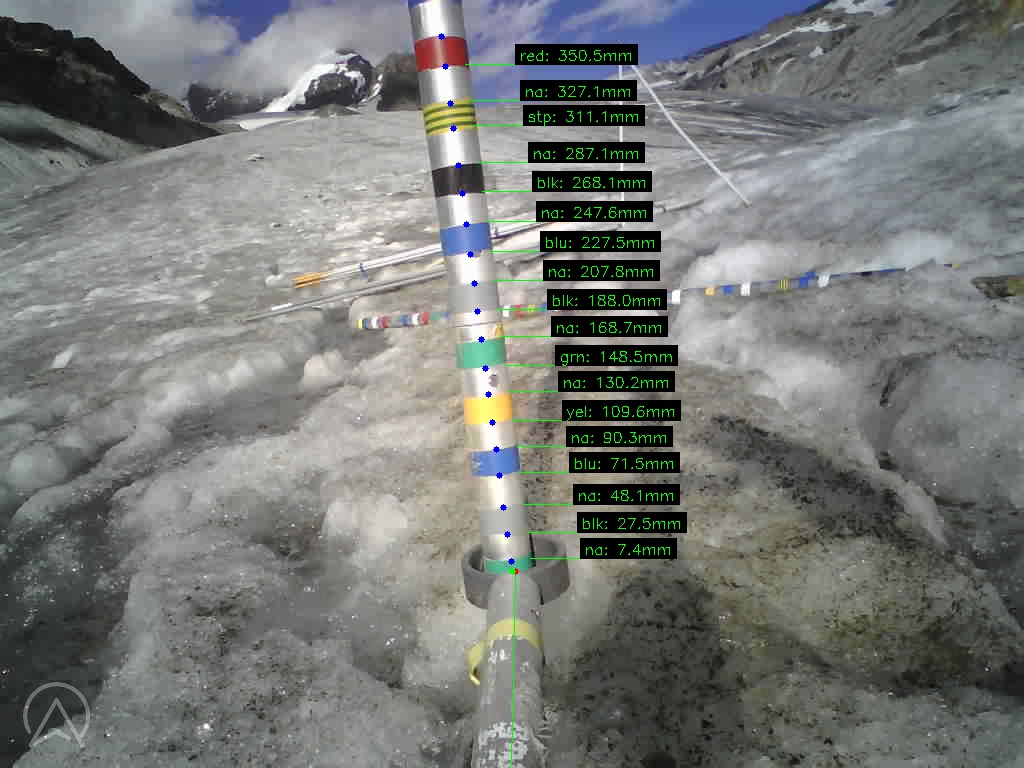 red: 350.5mm
na: 327.1mm
stp: 311.1mm
na: 287.1mm
blk: 268.1mm
na: 247.6mm
blu: 227.5mm
na: 207.8mm
blk: 188.0mm
na: 168.7mm
grn: 148.5mm
na: 130.2mm
yel: 109.6mm
na: 90.3mm
blu: 71.5mm
na: 48.1mm
blk: 27.5mm
na: 7.4mm